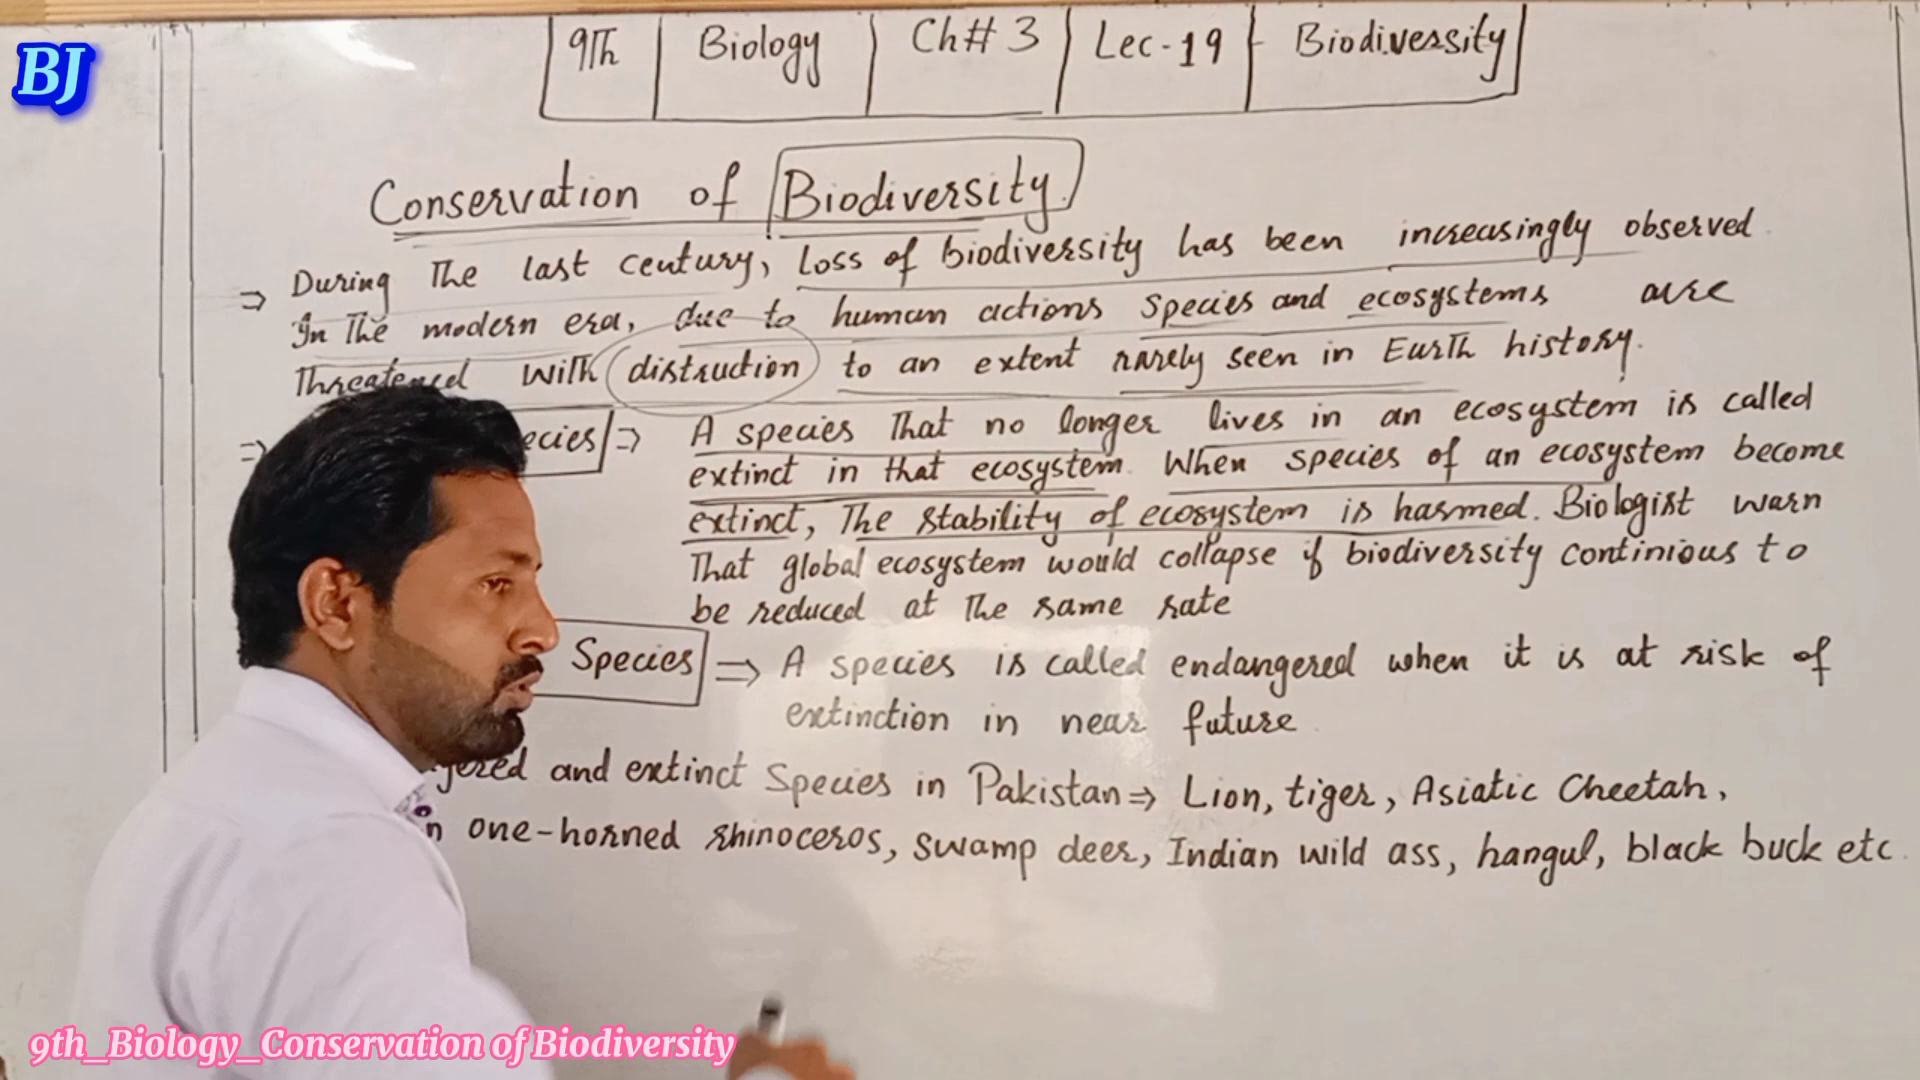 BJ
9Th Biology Ch# 3 Lec-19 Biodiversity
Conservation of Biodiversity
⇒ During The last century, loss of biodiversity has been increasingly observed
In The modern era, due to human actions species and ecosystems are
Threatened with distruction to an extent rarely seen in Earth history.
⇒ ecies ⇒ A species That no longer lives in an ecosystem is called
extinct in that ecosystem. When species of an ecosystem become
extinct, The stability of ecosystem is harmed. Biologist warn
That global ecosystem would collapse if biodiversity continious to
be reduced at The same rate
Species ⇒ A species is called endangered when it is at risk of
extinction in near future.
gered and extinct Species in Pakistan ⇒ Lion, tiger, Asiatic Cheetah,
n one-horned rhinoceros, swamp deer, Indian wild ass, hangul, black buck etc.
9th_Biology_Conservation of Biodiversity